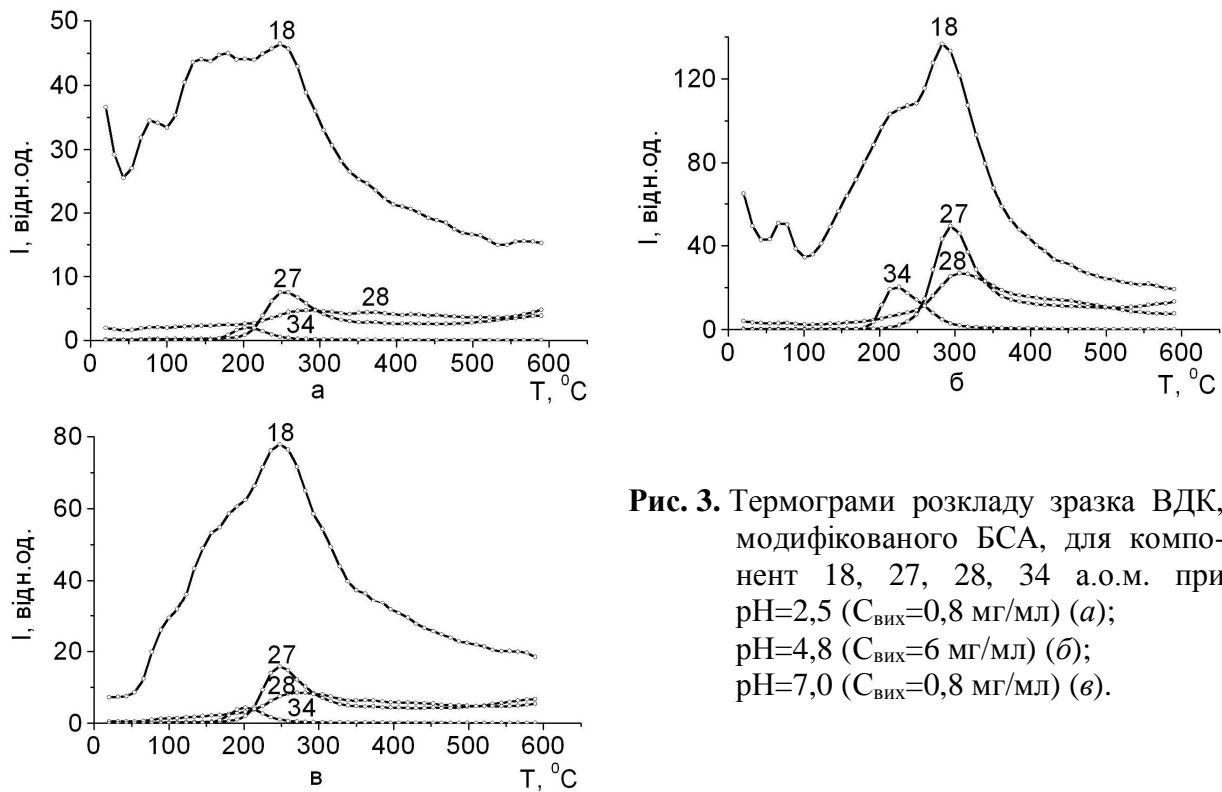 50
40
30
20
10
0
I, відн.од.
18
27
28
34
0 100 200 300 400 500 600
а
T, °C
120
80
40
0
I, відн.од.
18
27
28
34
0 100 200 300 400 500 600
б
T, °C
80
60
40
20
0
I, відн.од.
18
27
28
34
0 100 200 300 400 500 600
в
T, °C
Рис. 3. Термограми розкладу зразка ВДК,
модифікованого БСА, для компо-
нент 18, 27, 28, 34 а.о.м. при
pH=2,5 (Cвих=0,8 мг/мл) (а);
pH=4,8 (Cвих=6 мг/мл) (б);
pH=7,0 (Cвих=0,8 мг/мл) (в).